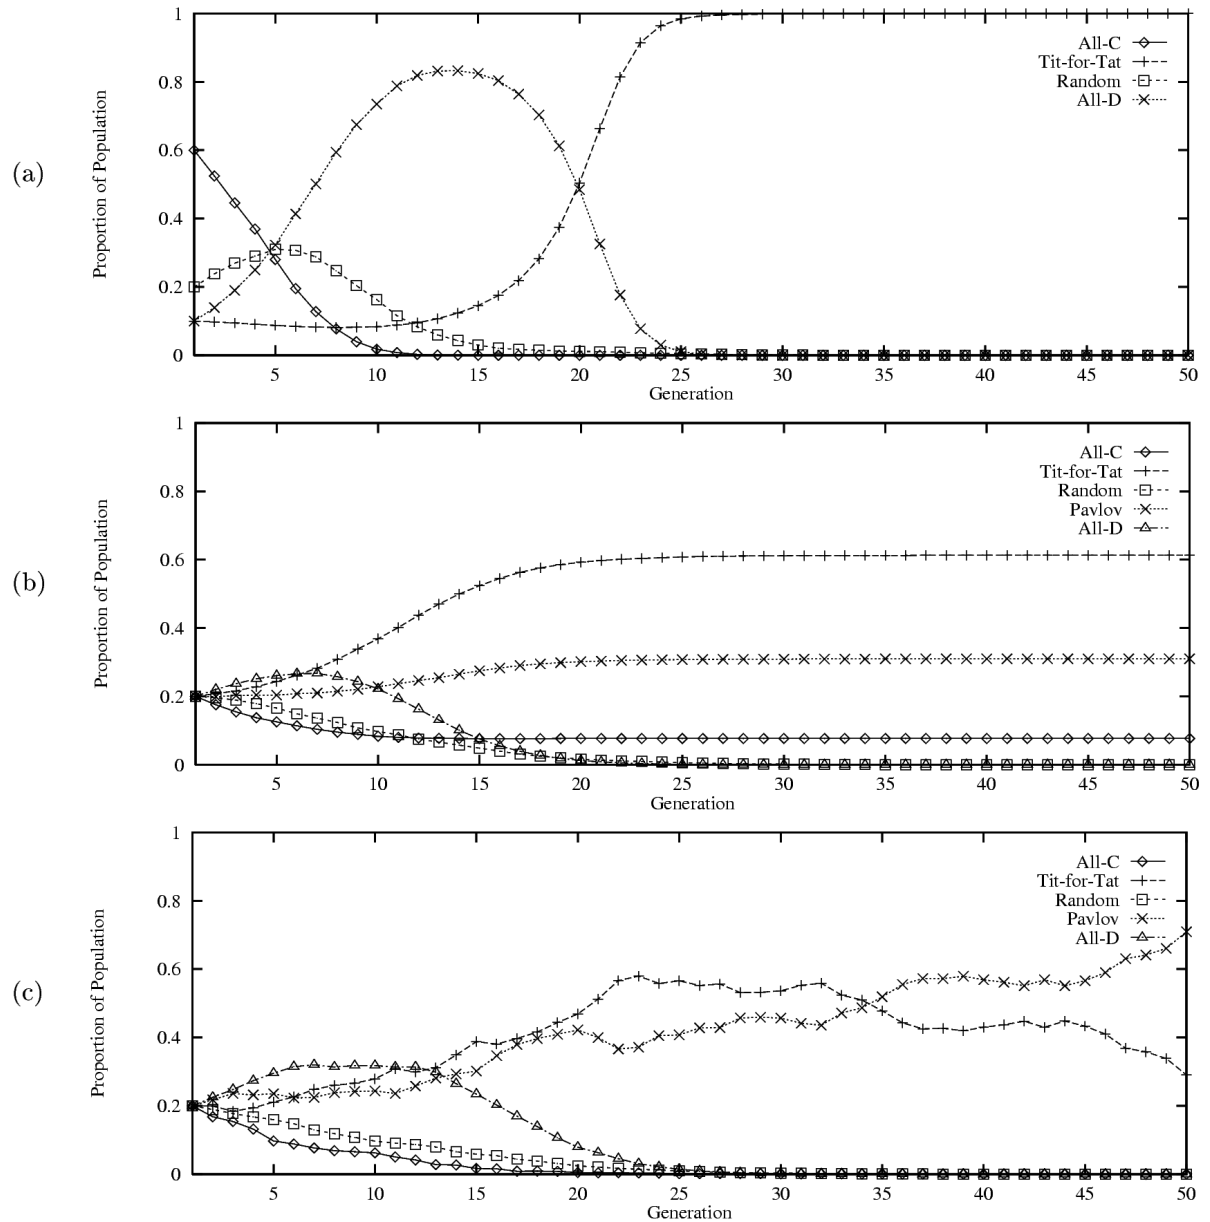 (a)
Proportion of Population
1
0.8
0.6
0.4
0.2
0
All-C
Tit-for-Tat
Random
All-D
5 10 15 20 25 30 35 40 45 50
Generation
(b)
Proportion of Population
1
0.8
0.6
0.4
0.2
0
All-C
Tit-for-Tat
Random
Pavlov
All-D
5 10 15 20 25 30 35 40 45 50
Generation
(c)
Proportion of Population
1
0.8
0.6
0.4
0.2
0
All-C
Tit-for-Tat
Random
Pavlov
All-D
5 10 15 20 25 30 35 40 45 50
Generation